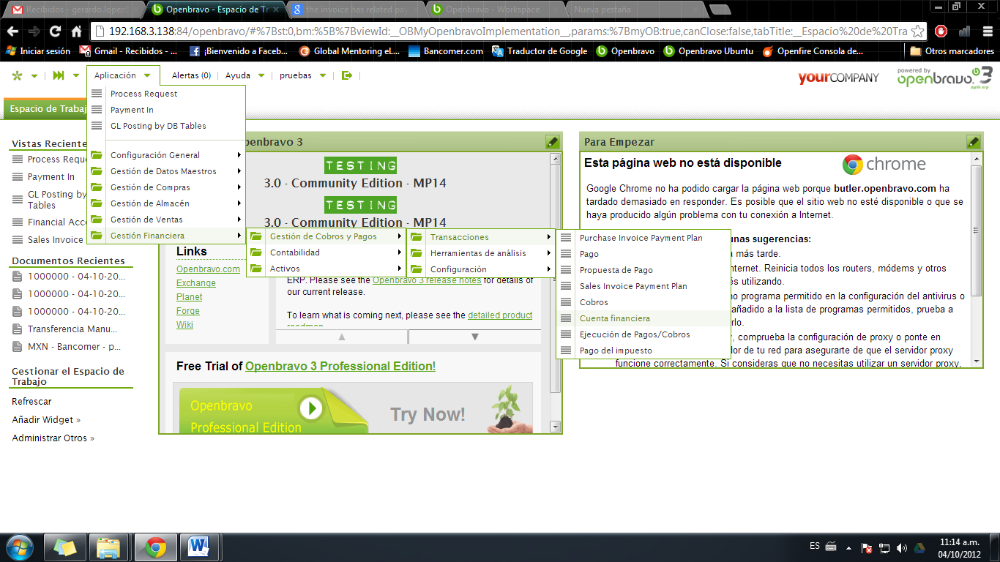 Recibidos - gerardo.lopez
Openbravo - Espacio de Tr
the invoice has related pay
Openbravo - Workspace
Nueva pestaña
192.168.3.138:84/openbravo/#%7Bst:0,bm:%5B%7BviewId:__OBMyOpenbravoImplementation__,params:%7BmyOB:true,canClose:false,tabTitle:__Espacio%20de%20Tra
Iniciar sesión
Gmail - Recibidos - ...
¡Bienvenido a Faceb...
Global Mentoring eL...
Bancomer.com
Traductor de Google
Openbravo
Openbravo Ubuntu
Openfire Consola de...
Otros marcadores
Aplicación
Alertas (0)
Ayuda
pruebas
yourCOMPANY
powered by
openbravo 3
agile erp
Espacio de Trabaj
Process Request
Payment In
GL Posting by DB Tables
Configuración General
Gestión de Datos Maestros
Gestión de Compras
Gestión de Almacén
Gestión de Ventas
Gestión Financiera
Gestión de Cobros y Pagos
Contabilidad
Activos
Transacciones
Herramientas de análisis
Configuración
Purchase Invoice Payment Plan
Pago
Propuesta de Pago
Sales Invoice Payment Plan
Cobros
Cuenta financiera
Ejecución de Pagos/Cobros
Pago del impuesto
Vistas Reciente
Process Requ
Payment In
GL Posting by
Tables
Financial Acc
Sales Invoice
Documentos Recientes
1000000 - 04-10-20...
1000000 - 04-10-20...
1000000 - 04-10-20...
Transferencia Manu...
MXN - Bancomer - p...
Gestionar el Espacio de
Trabajo
Refrescar
Añadir Widget »
Administrar Otros »
openbravo 3
TESTING
3.0 - Community Edition - MP14
TESTING
3.0 - Community Edition - MP14
Links
Openbravo.com
Exchange
Planet
Forge
Wiki
ERP. Please see the Openbravo 3 release notes for details of
our current release.
To learn what is coming next, please see the detailed product
roadmap.
Free Trial of Openbravo 3 Professional Edition!
Openbravo
Professional Edition
Try Now!
Para Empezar
Esta página web no está disponible
chrome
Google Chrome no ha podido cargar la página web porque butler.openbravo.com ha
tardado demasiado en responder. Es posible que el sitio web no esté disponible o que se
haya producido algún problema con tu conexión a Internet.
unas sugerencias:
más tarde.
nternet. Reinicia todos los routers, módems y otros
s utilizando.
no programa permitido en la configuración del antivirus o
añadido a la lista de programas permitidos, prueba a
rlo.
, comprueba la configuración de proxy o ponte en
dor de tu red para asegurarte de que el servidor proxy
funcione correctamente. Si consideras que no necesitas utilizar un servidor proxy,
ES
11:14 a.m.
04/10/2012